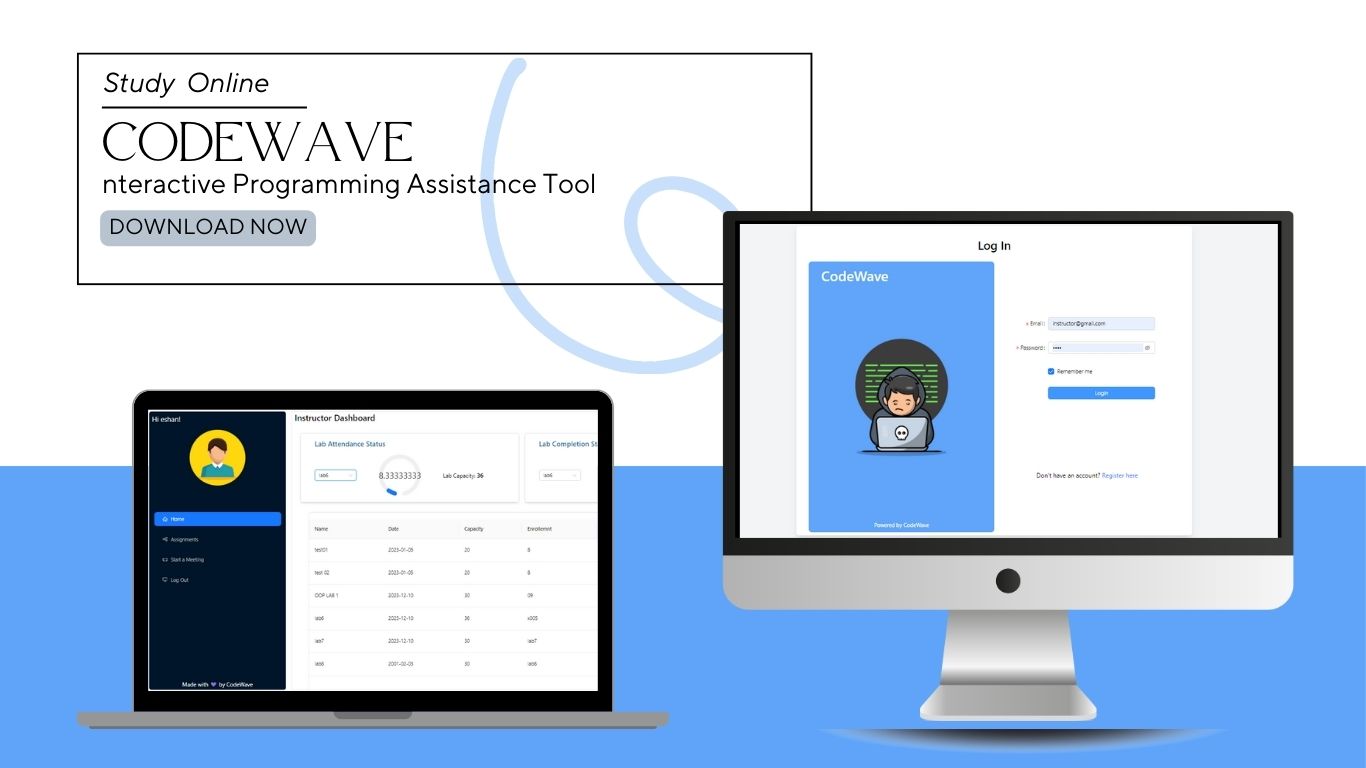 Study Online
CODEWAVE
nteractive Programming Assistance Tool
DOWNLOAD NOW
Log In
CodeWave
Email:
instructor@gmail.com
Password:
Remember me
Login
Don't have an account? Register here
Powered by CodeWave
Hi eshan!
Home
Assignments
Start a Meeting
Log Out
Made with by CodeWave
Instructor Dashboard
Lab Attendance Status
lab6
8.33333333
Lab Capacity: 36
Lab Completion St
lab6
Name Date Capacity Enrollemnt
test01 2023-01-05 20 8
test 02 2023-01-05 20 8
OOP LAB 1 2023-12-10 30 09
lab6 2023-12-10 36 x003
lab7 2023-12-10 30 lab7
lab8 2001-02-03 30